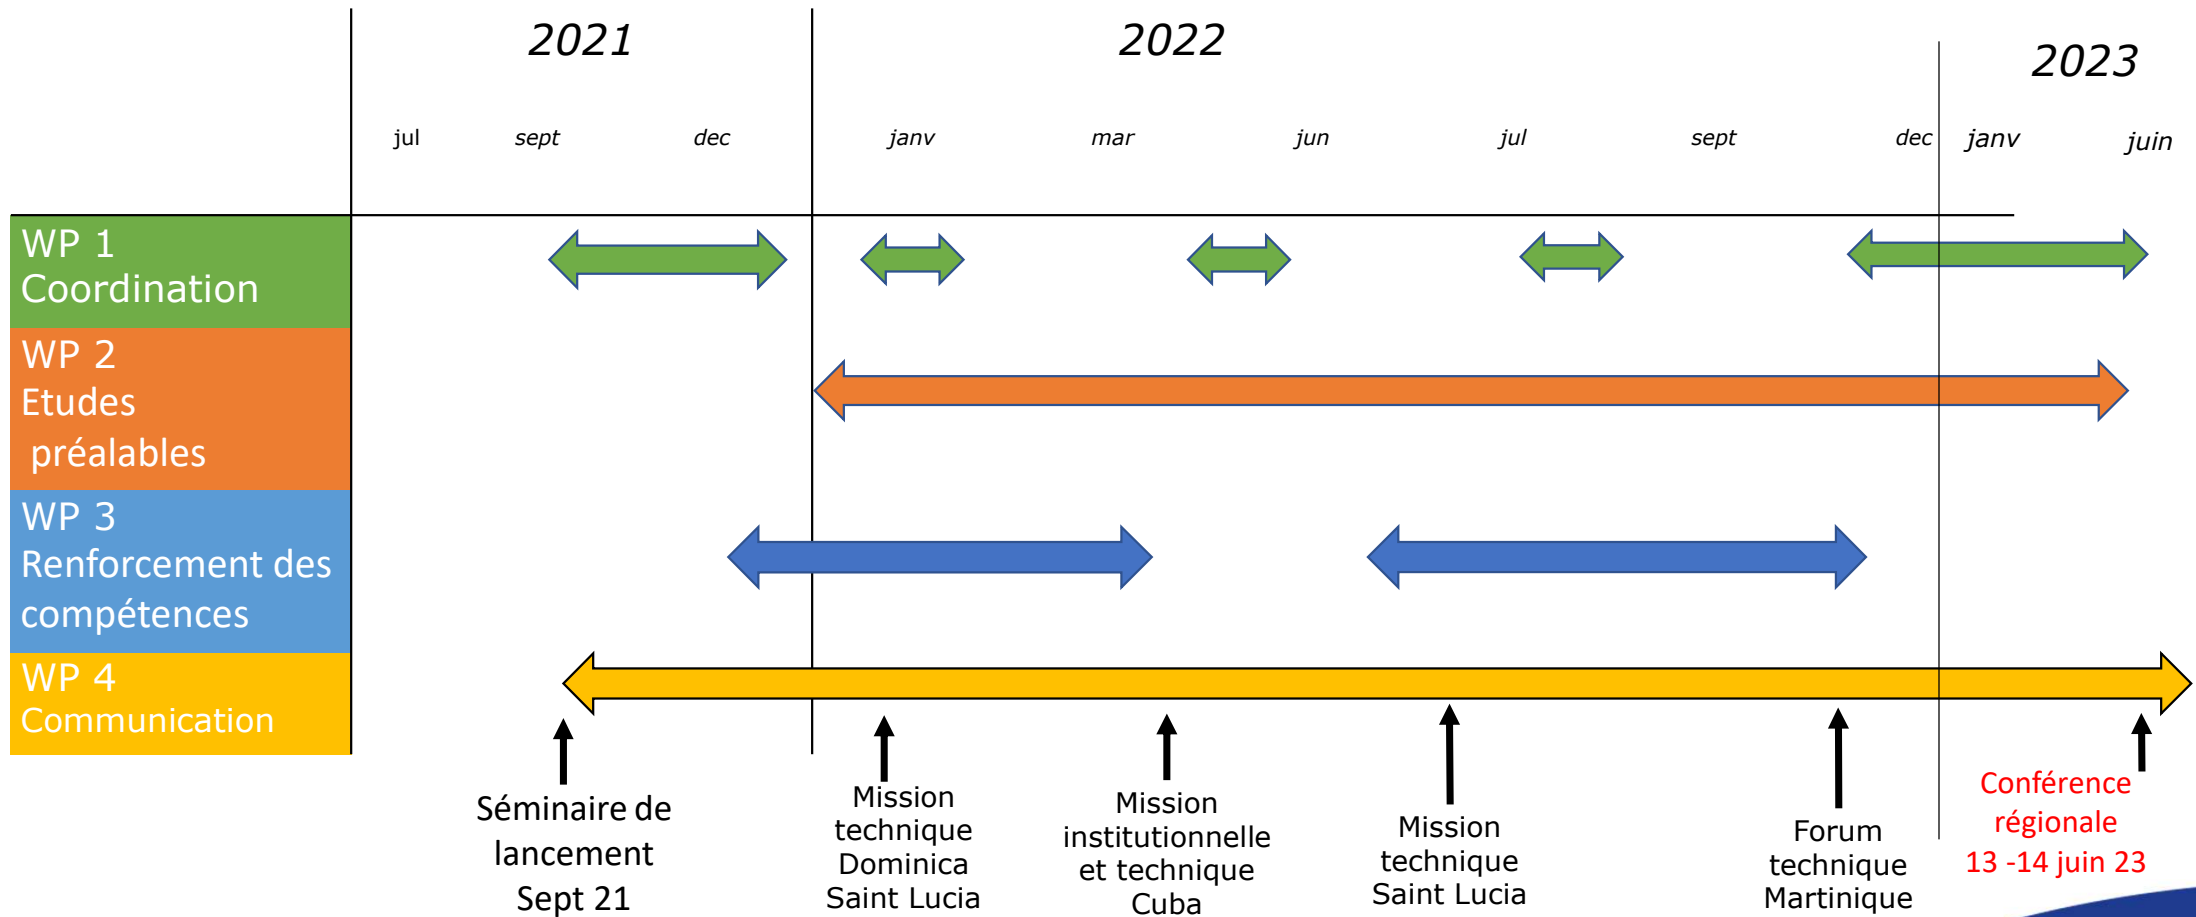 2021
2022
2023
jul
sept
dec
janv
mar
jun
jul
sept
dec
janv
juin
WP 1
Coordination
WP 2
Etudes
préalables
WP 3
Renforcement des
compétences
WP 4
Communication
Séminaire de
lancement
Sept 21
Mission
technique
Dominica
Saint Lucia
Mission
institutionnelle
et technique
Cuba
Mission
technique
Saint Lucia
Forum
technique
Martinique
Conférence
régionale
13 -14 juin 23